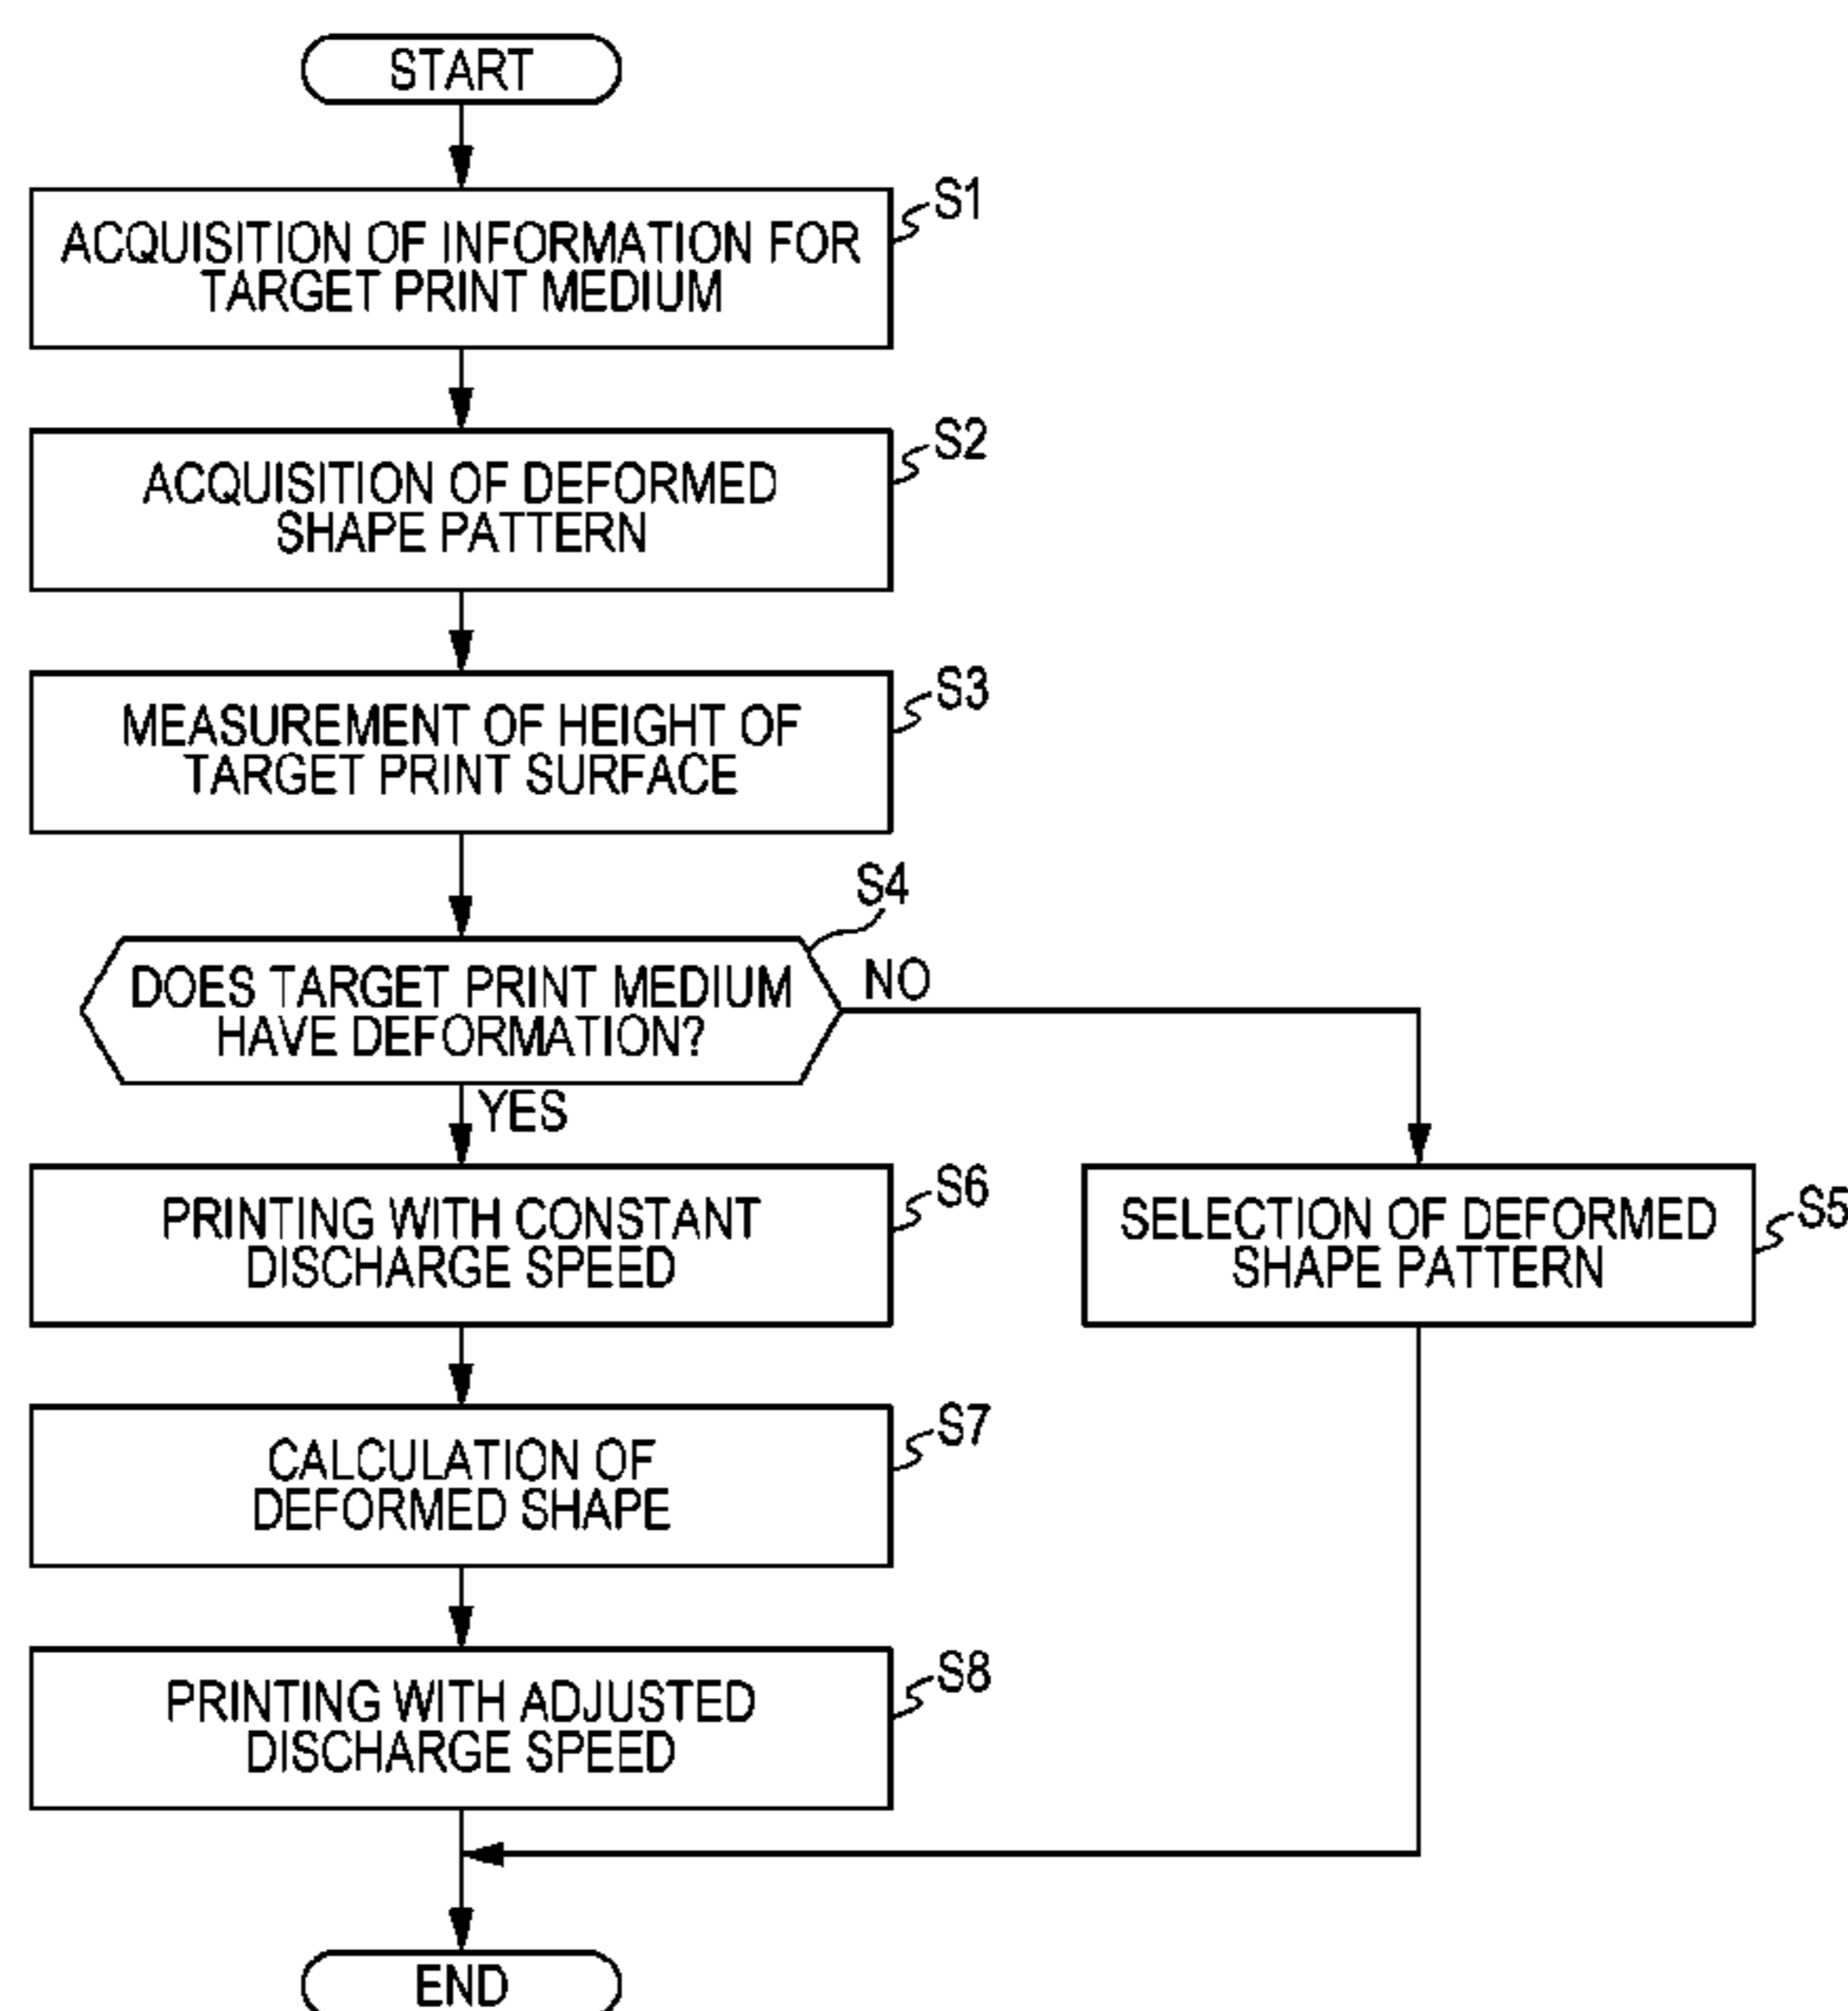 START
S1
ACQUISITION OF INFORMATION FOR
TARGET PRINT MEDIUM
S2
ACQUISITION OF DEFORMED
SHAPE PATTERN
S3
MEASUREMENT OF HEIGHT OF
TARGET PRINT SURFACE
S4
DOES TARGET PRINT MEDIUM
HAVE DEFORMATION?
NO
YES
S6
PRINTING WITH CONSTANT
DISCHARGE SPEED
S5
SELECTION OF DEFORMED
SHAPE PATTERN
S7
CALCULATION OF
DEFORMED SHAPE
S8
PRINTING WITH ADJUSTED
DISCHARGE SPEED
END